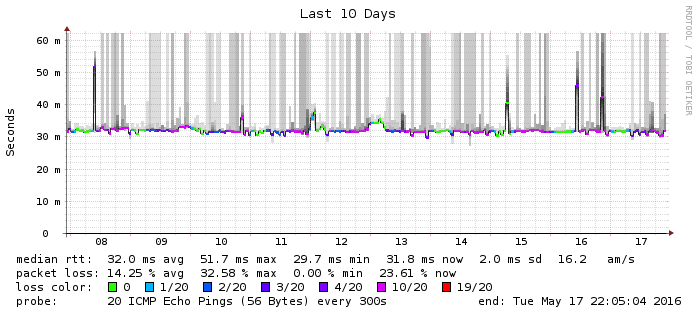 Last 10 Days
RRDTOOL / TOBI OETIKER
Seconds
60 m
50 m
40 m
30 m
20 m
10 m
0
08 09 10 11 12 13 14 15 16 17
median rtt: 32.0 ms avg 51.7 ms max 29.7 ms min 31.8 ms now 2.0 ms sd 16.2 am/s
packet loss: 14.25 % avg 32.58 % max 0.00 % min 23.61 % now
loss color: 0 1/20 2/20 3/20 4/20 10/20 19/20
probe: 20 ICMP Echo Pings (56 Bytes) every 300s end: Tue May 17 22:05:04 2016